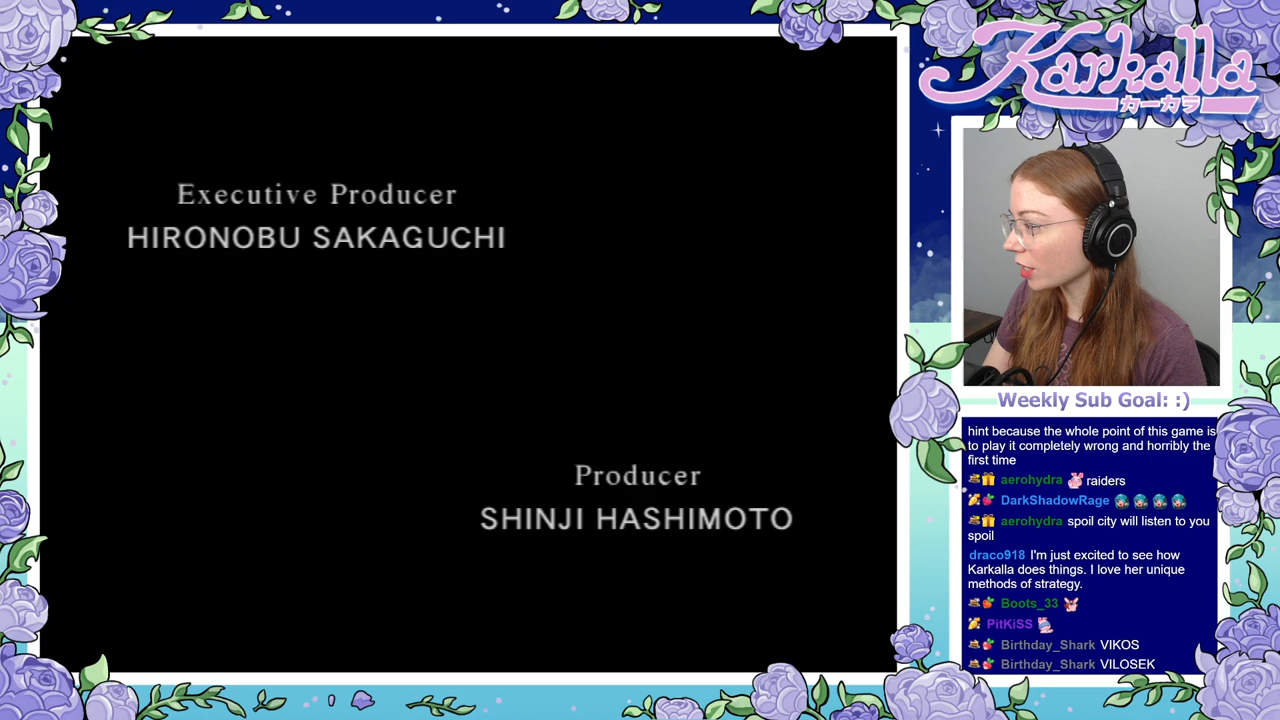 Executive Producer
HIRONOBU SAKAGUCHI
Producer
SHINJI HASHIMOTO
Karkalla
カーカラ
Weekly Sub Goal: :)
hint because the whole point of this game is
to play it completely wrong and horribly the
first time
aerohydra raiders
DarkShadowRage
aerohydra spoil city will listen to you
spoil
draco918 I'm just excited to see how
Karkalla does things. I love her unique
methods of strategy.
Boots_33
PitKiSS
Birthday_Shark VIKOS
Birthday_Shark VILOSEK